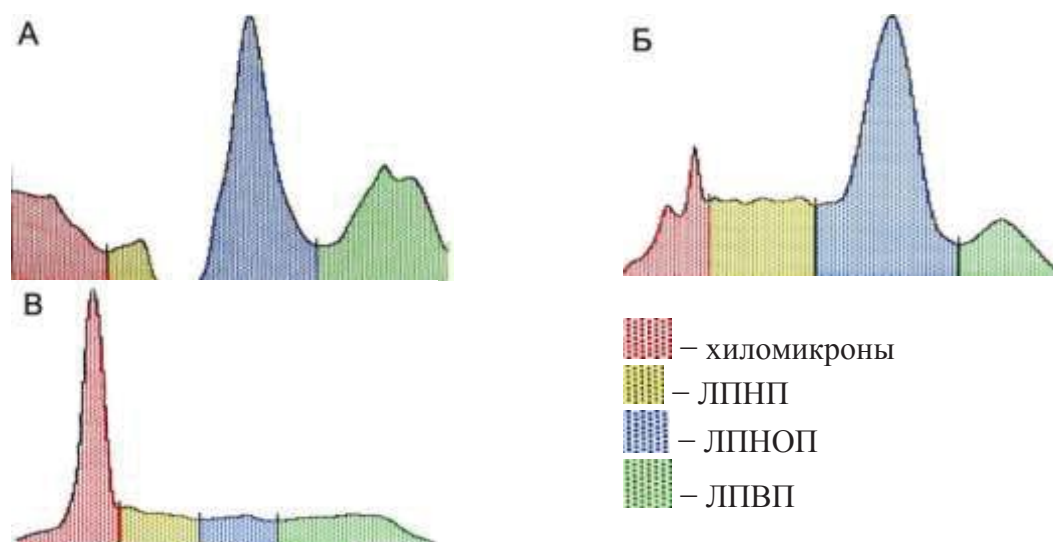 А
Б
В
– хиломикроны
– ЛПНП
– ЛПНОП
– ЛПВП